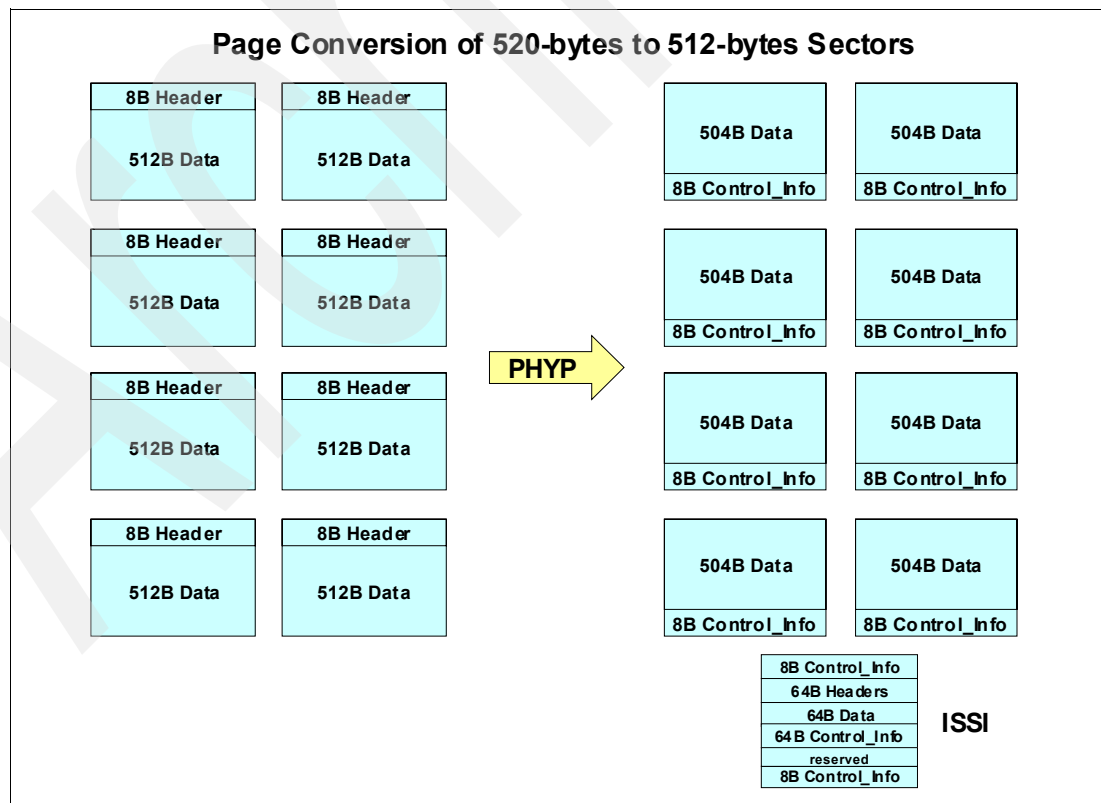 Page Conversion of 520-bytes to 512-bytes Sectors
8B Header
512B Data
8B Header
512B Data
8B Header
512B Data
8B Header
512B Data
8B Header
512B Data
8B Header
512B Data
8B Header
512B Data
8B Header
512B Data
PHYP
504B Data
8B Control_Info
504B Data
8B Control_Info
504B Data
8B Control_Info
504B Data
8B Control_Info
504B Data
8B Control_Info
504B Data
8B Control_Info
504B Data
8B Control_Info
504B Data
8B Control_Info
8B Control_Info
64B Headers
64B Data
64B Control_Info
reserved
8B Control_Info
ISSI